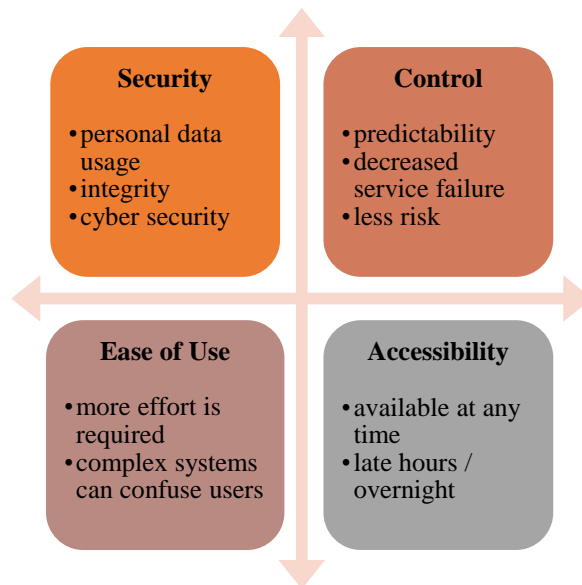 Security
•personal data
usage
•integrity
•cyber security
Control
•predictability
•decreased
service failure
•less risk
Ease of Use
•more effort is
required
•complex systems
can confuse users
Accessibility
•available at any
time
•late hours /
overnight